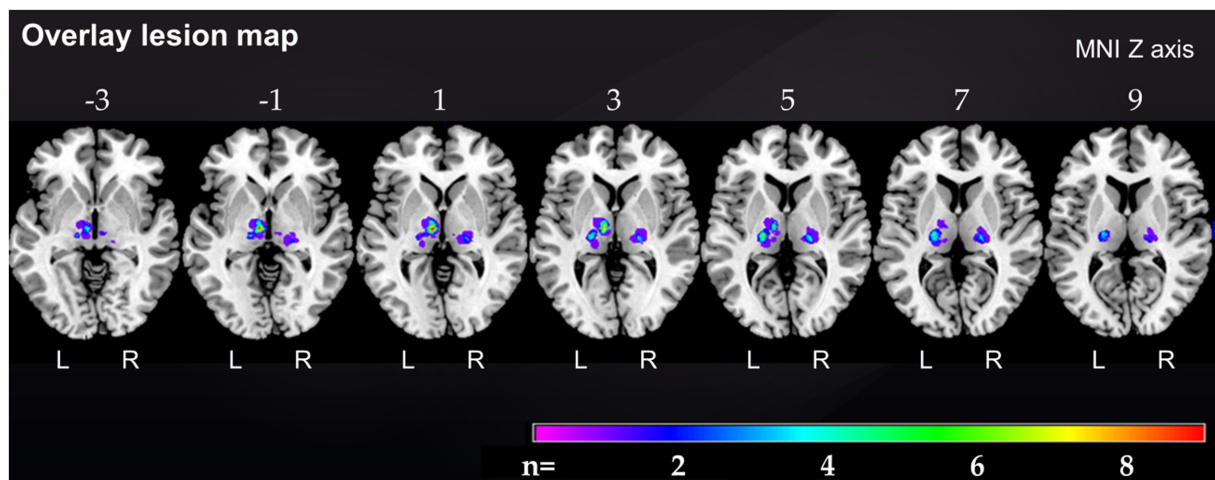 Overlay lesion map
MNI Z axis
-3 -1 1 3 5 7 9
L R L R L R L R L R L R L R
n= 2 4 6 8